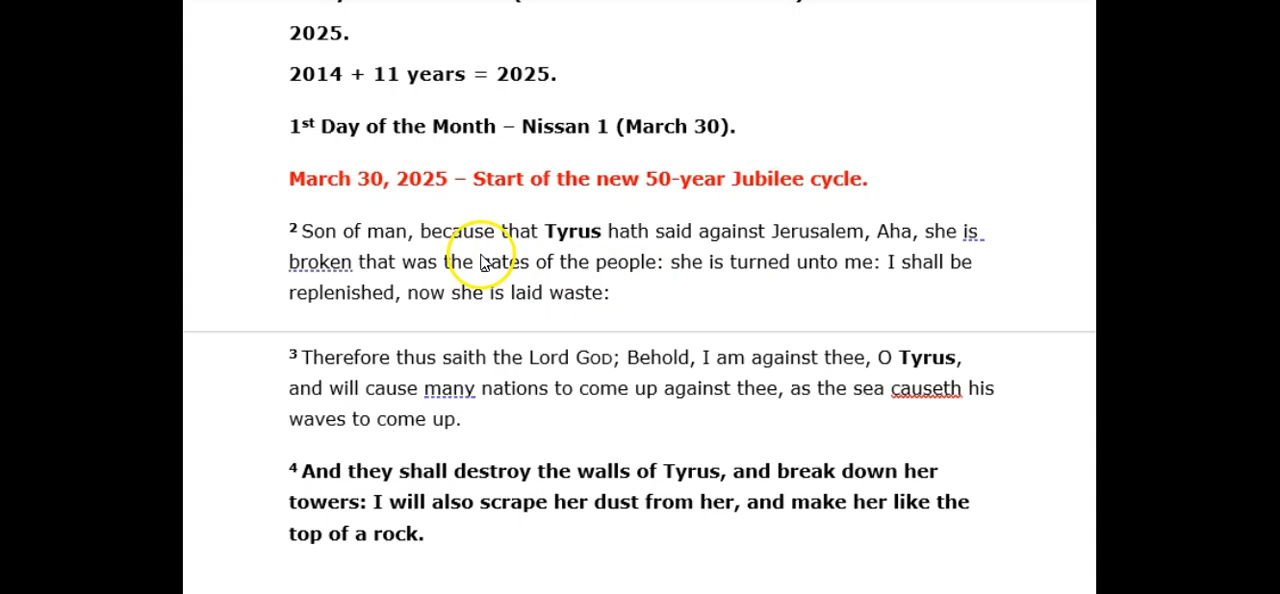 2025.
2014 + 11 years = 2025.
1st Day of the Month – Nissan 1 (March 30).
March 30, 2025 – Start of the new 50-year Jubilee cycle.
2 Son of man, because that Tyrus hath said against Jerusalem, Aha, she is
broken that was the gates of the people: she is turned unto me: I shall be
replenished, now she is laid waste:
3 Therefore thus saith the Lord GOD; Behold, I am against thee, O Tyrus,
and will cause many nations to come up against thee, as the sea causeth his
waves to come up.
4 And they shall destroy the walls of Tyrus, and break down her
towers: I will also scrape her dust from her, and make her like the
top of a rock.